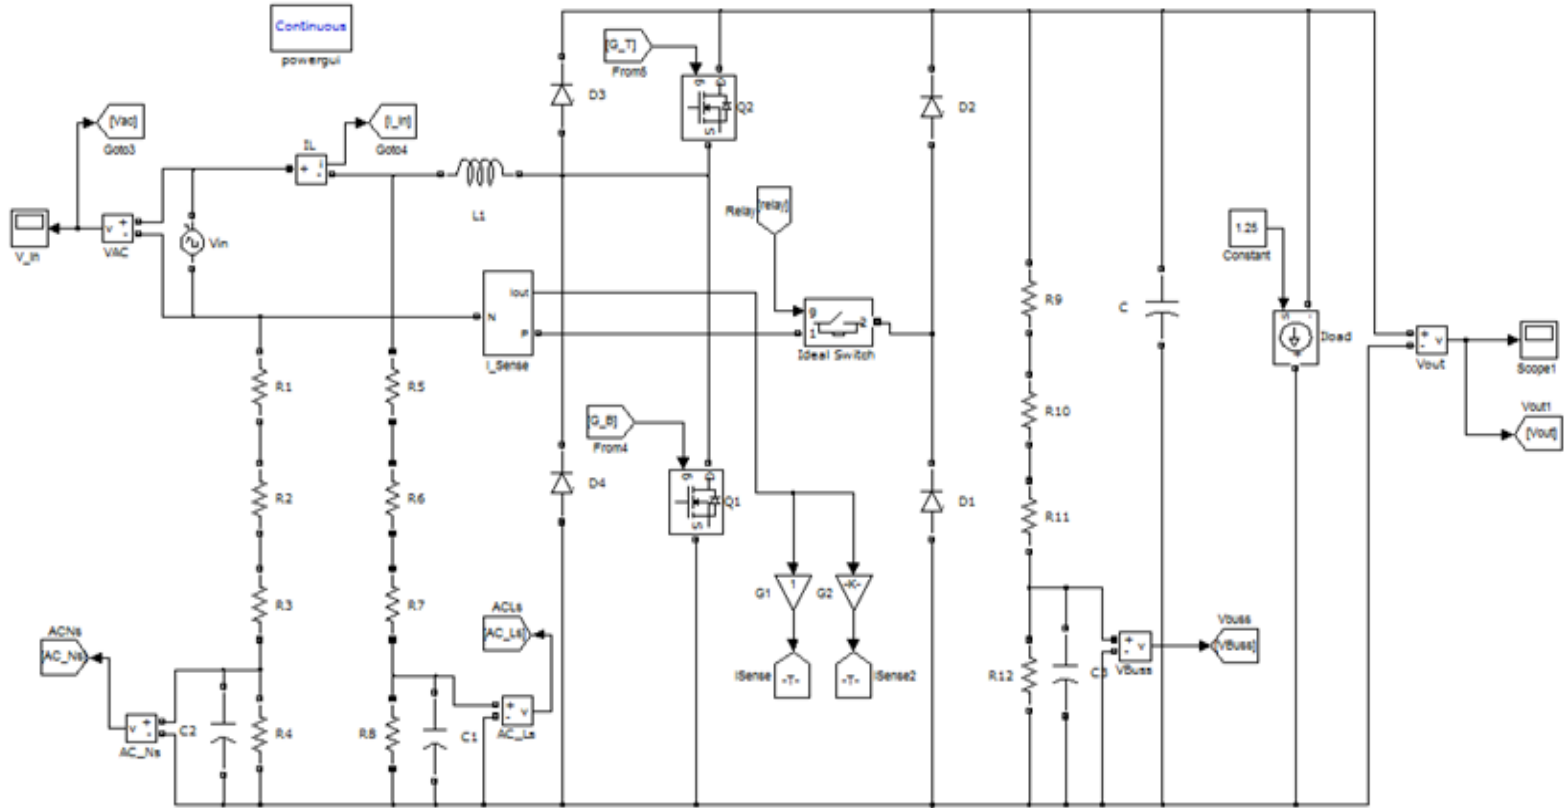 Continuous
powergui
[G_T]
From5
D3
g
D
S
Q2
D2
[Vac]
Goto3
[I_In]
Goto4
IL
+
i
-
L1
V_In
v
+
-
VAC
Vin
Relay
[relay]
1.25
Constant
I_Sense
Iout
N
P
g
1
2
Ideal Switch
R9
C
S
-
+
Iload
+
-
v
Vout
Scope1
Vout1
[Vout]
R1
R5
R10
[G_B]
From4
D4
g
D
S
Q1
D1
R2
R6
R11
G1
1
G2
-K-
R3
R7
ACLs
[AC_Ls]
ACNs
[AC_Ns]
Vbuss
[VBuss]
+
-
v
VBuss
iSense
-T-
-T-
iSense2
R12
C3
v
+
-
AC_Ns
C2
R4
R8
C1
+
-
v
AC_Ls